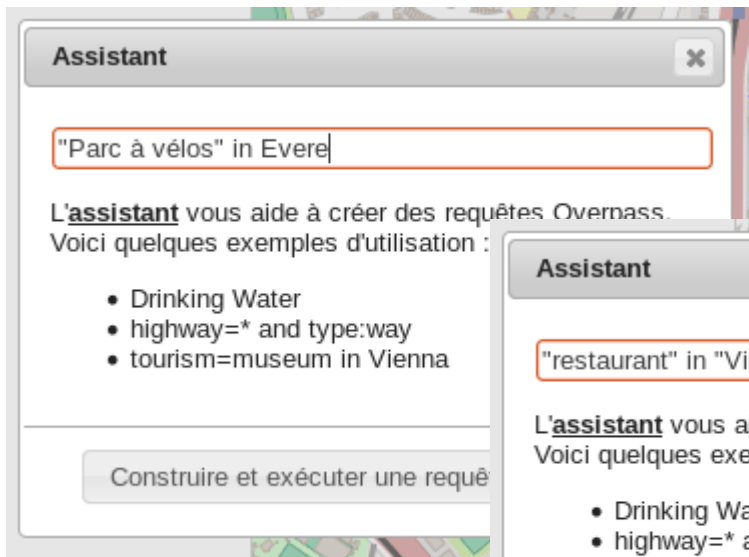 Assistant
"Parc à vélos" in Evere
L'assistant vous aide à créer des requêtes Overpass.
Voici quelques exemples d'utilisation :
• Drinking Water
• highway=* and type:way
• tourism=museum in Vienna
Construire et exécuter une requê
Assistant
"restaurant" in "Vi
L'assistant vous a
Voici quelques exe
• Drinking Wa
• highway=* a